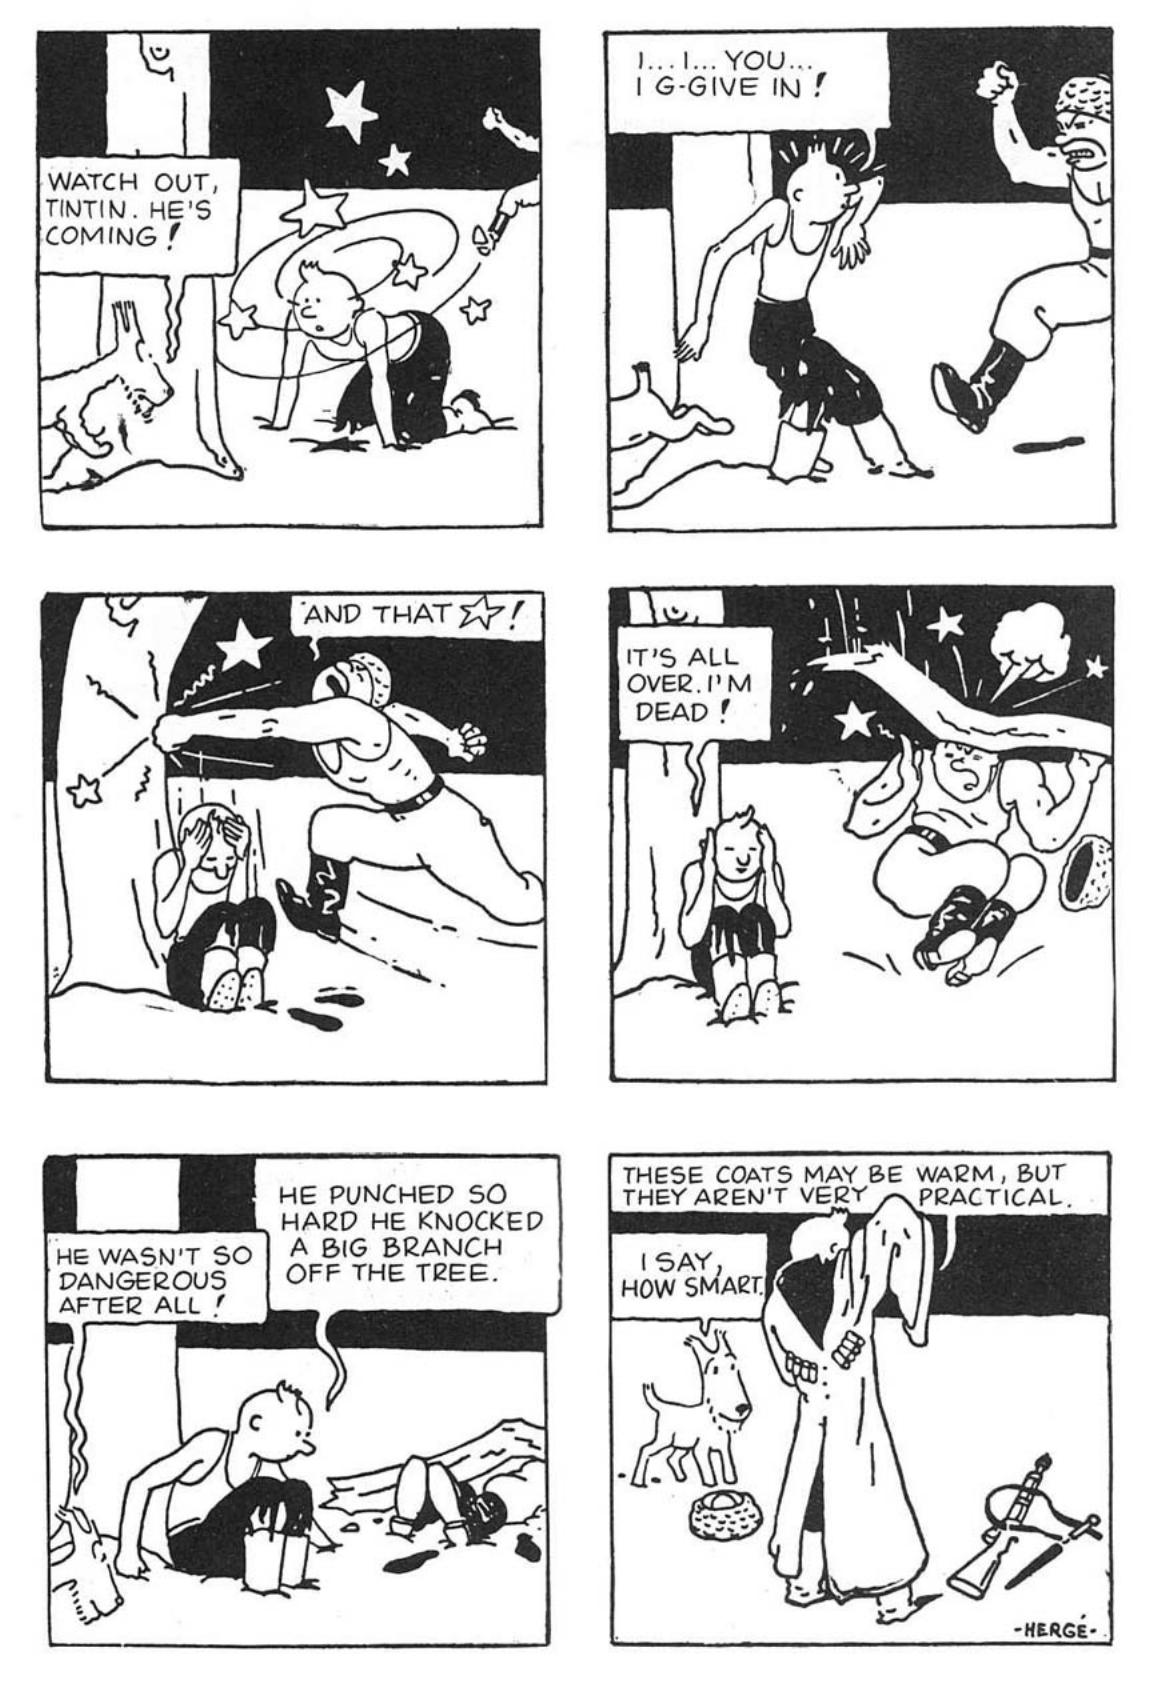 WATCH OUT,
TINTIN. HE'S
COMING!
I... I... YOU...
I G-GIVE IN!
AND THAT !
IT'S ALL
OVER. I'M
DEAD!
HE WASN'T SO
DANGEROUS
AFTER ALL!
HE PUNCHED SO
HARD HE KNOCKED
A BIG BRANCH
OFF THE TREE.
THESE COATS MAY BE WARM, BUT
THEY AREN'T VERY PRACTICAL.
I SAY,
HOW SMART.
-HERGÉ-